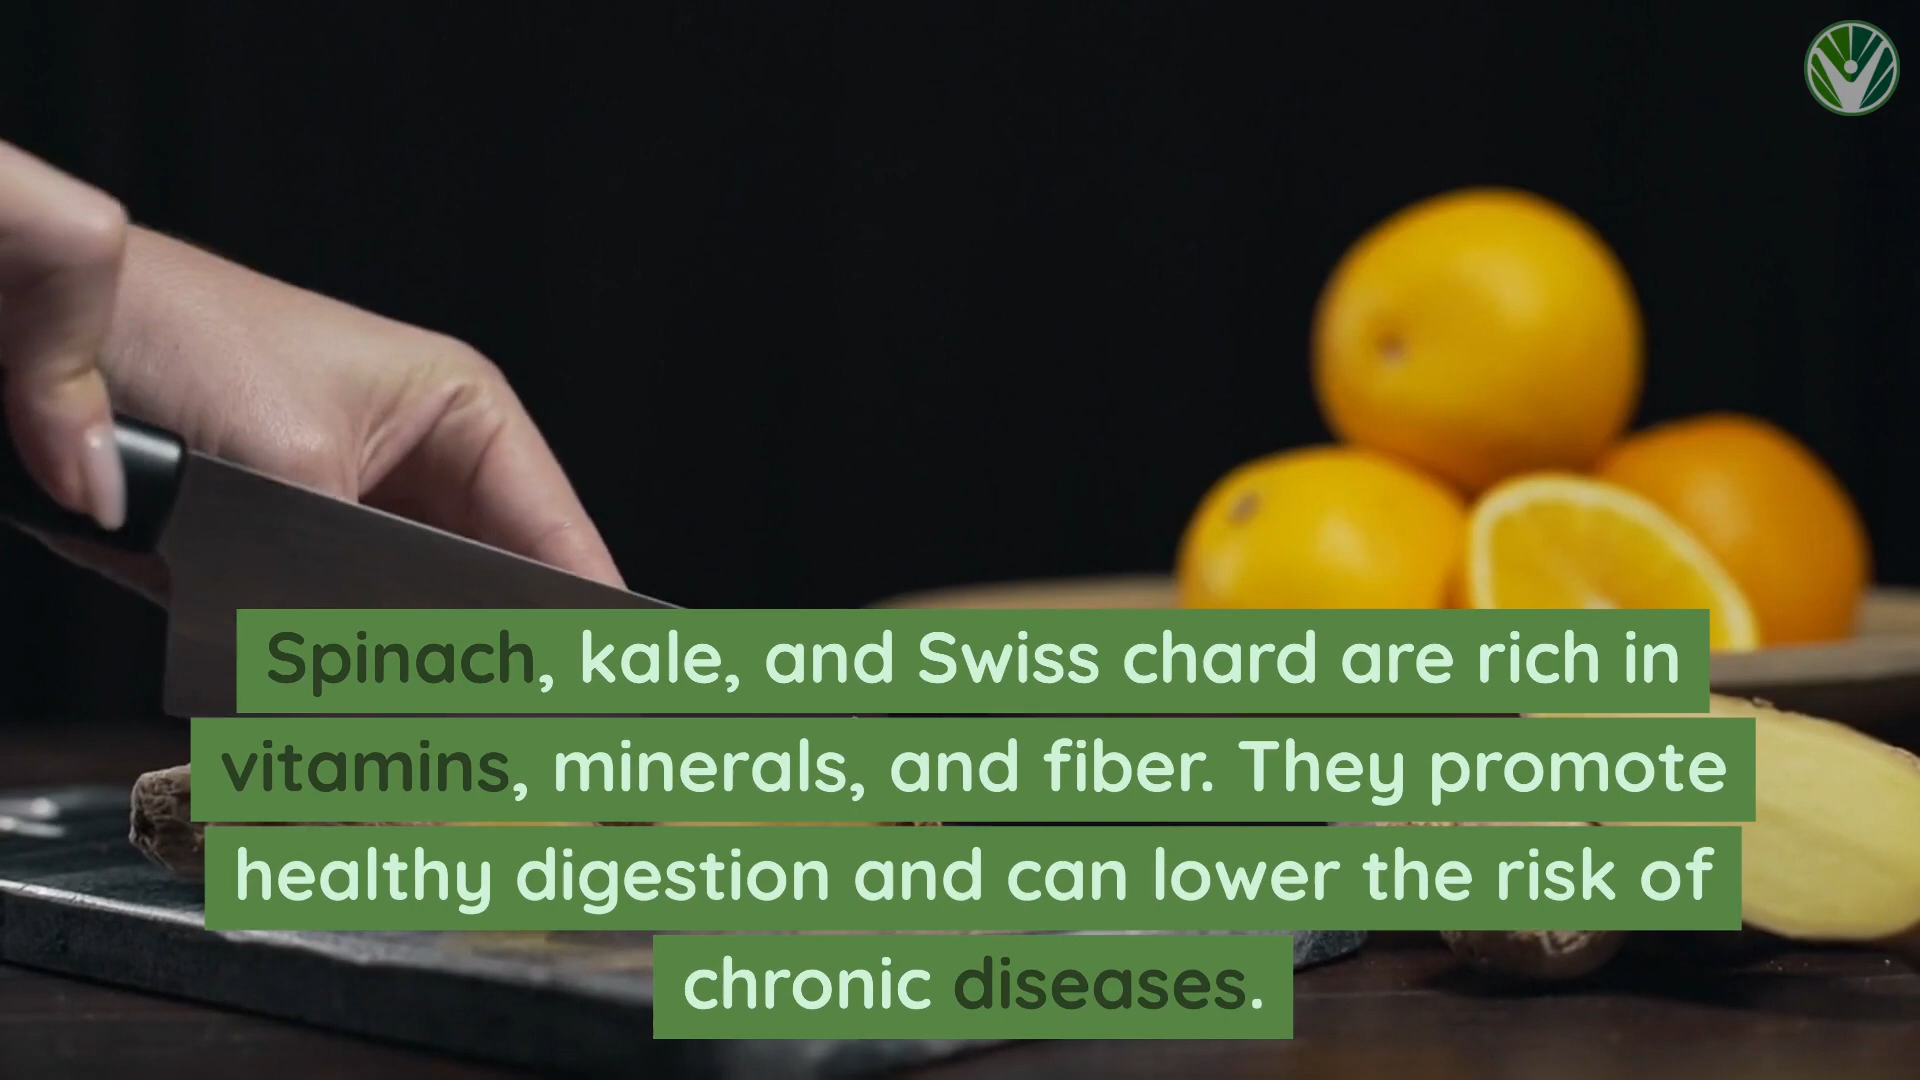 Spinach, kale, and Swiss chard are rich in
vitamins, minerals, and fiber. They promote
healthy digestion and can lower the risk of
chronic diseases.